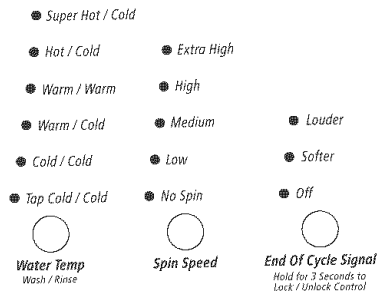 Super Hot / Cold
Hot / Cold
Warm / Warm
Warm / Cold
Cold / Cold
Tap Cold / Cold
Water Temp
Wash / Rinse
Extra High
High
Medium
Low
No Spin
Spin Speed
Louder
Softer
Off
End Of Cycle Signal
Hold for 3 Seconds to
Lock / Unlock Control